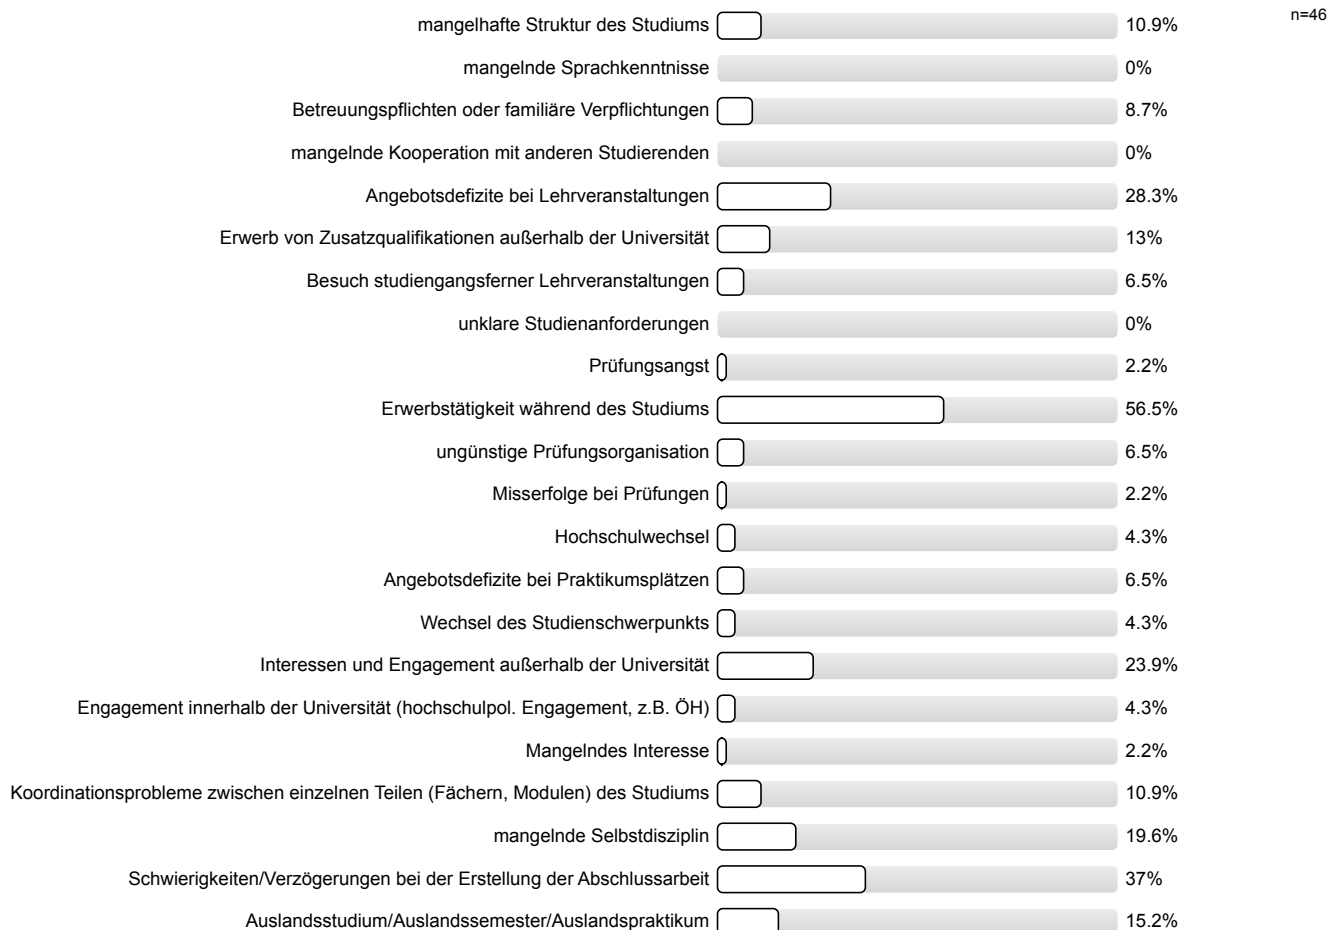 n=46
mangelhafte Struktur des Studiums 10.9%
mangelnde Sprachkenntnisse 0%
Betreuungspflichten oder familiäre Verpflichtungen 8.7%
mangelnde Kooperation mit anderen Studierenden 0%
Angebotsdefizite bei Lehrveranstaltungen 28.3%
Erwerb von Zusatzqualifikationen außerhalb der Universität 13%
Besuch studiengangsferner Lehrveranstaltungen 6.5%
unklare Studienanforderungen 0%
Prüfungsangst 2.2%
Erwerbstätigkeit während des Studiums 56.5%
ungünstige Prüfungsorganisation 6.5%
Misserfolge bei Prüfungen 2.2%
Hochschulwechsel 4.3%
Angebotsdefizite bei Praktikumsplätzen 6.5%
Wechsel des Studienschwerpunkts 4.3%
Interessen und Engagement außerhalb der Universität 23.9%
Engagement innerhalb der Universität (hochschulpol. Engagement, z.B. ÖH) 4.3%
Mangelndes Interesse 2.2%
Koordinationsprobleme zwischen einzelnen Teilen (Fächern, Modulen) des Studiums 10.9%
mangelnde Selbstdisziplin 19.6%
Schwierigkeiten/Verzögerungen bei der Erstellung der Abschlussarbeit 37%
Auslandsstudium/Auslandssemester/Auslandspraktikum 15.2%